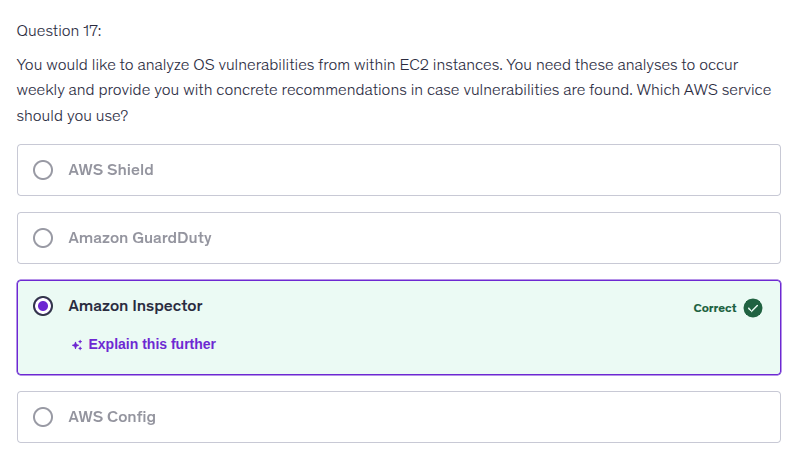 Question 17:
You would like to analyze OS vulnerabilities from within EC2 instances. You need these analyses to occur
weekly and provide you with concrete recommendations in case vulnerabilities are found. Which AWS service
should you use?
AWS Shield
Amazon GuardDuty
Amazon Inspector
Correct
Explain this further
AWS Config